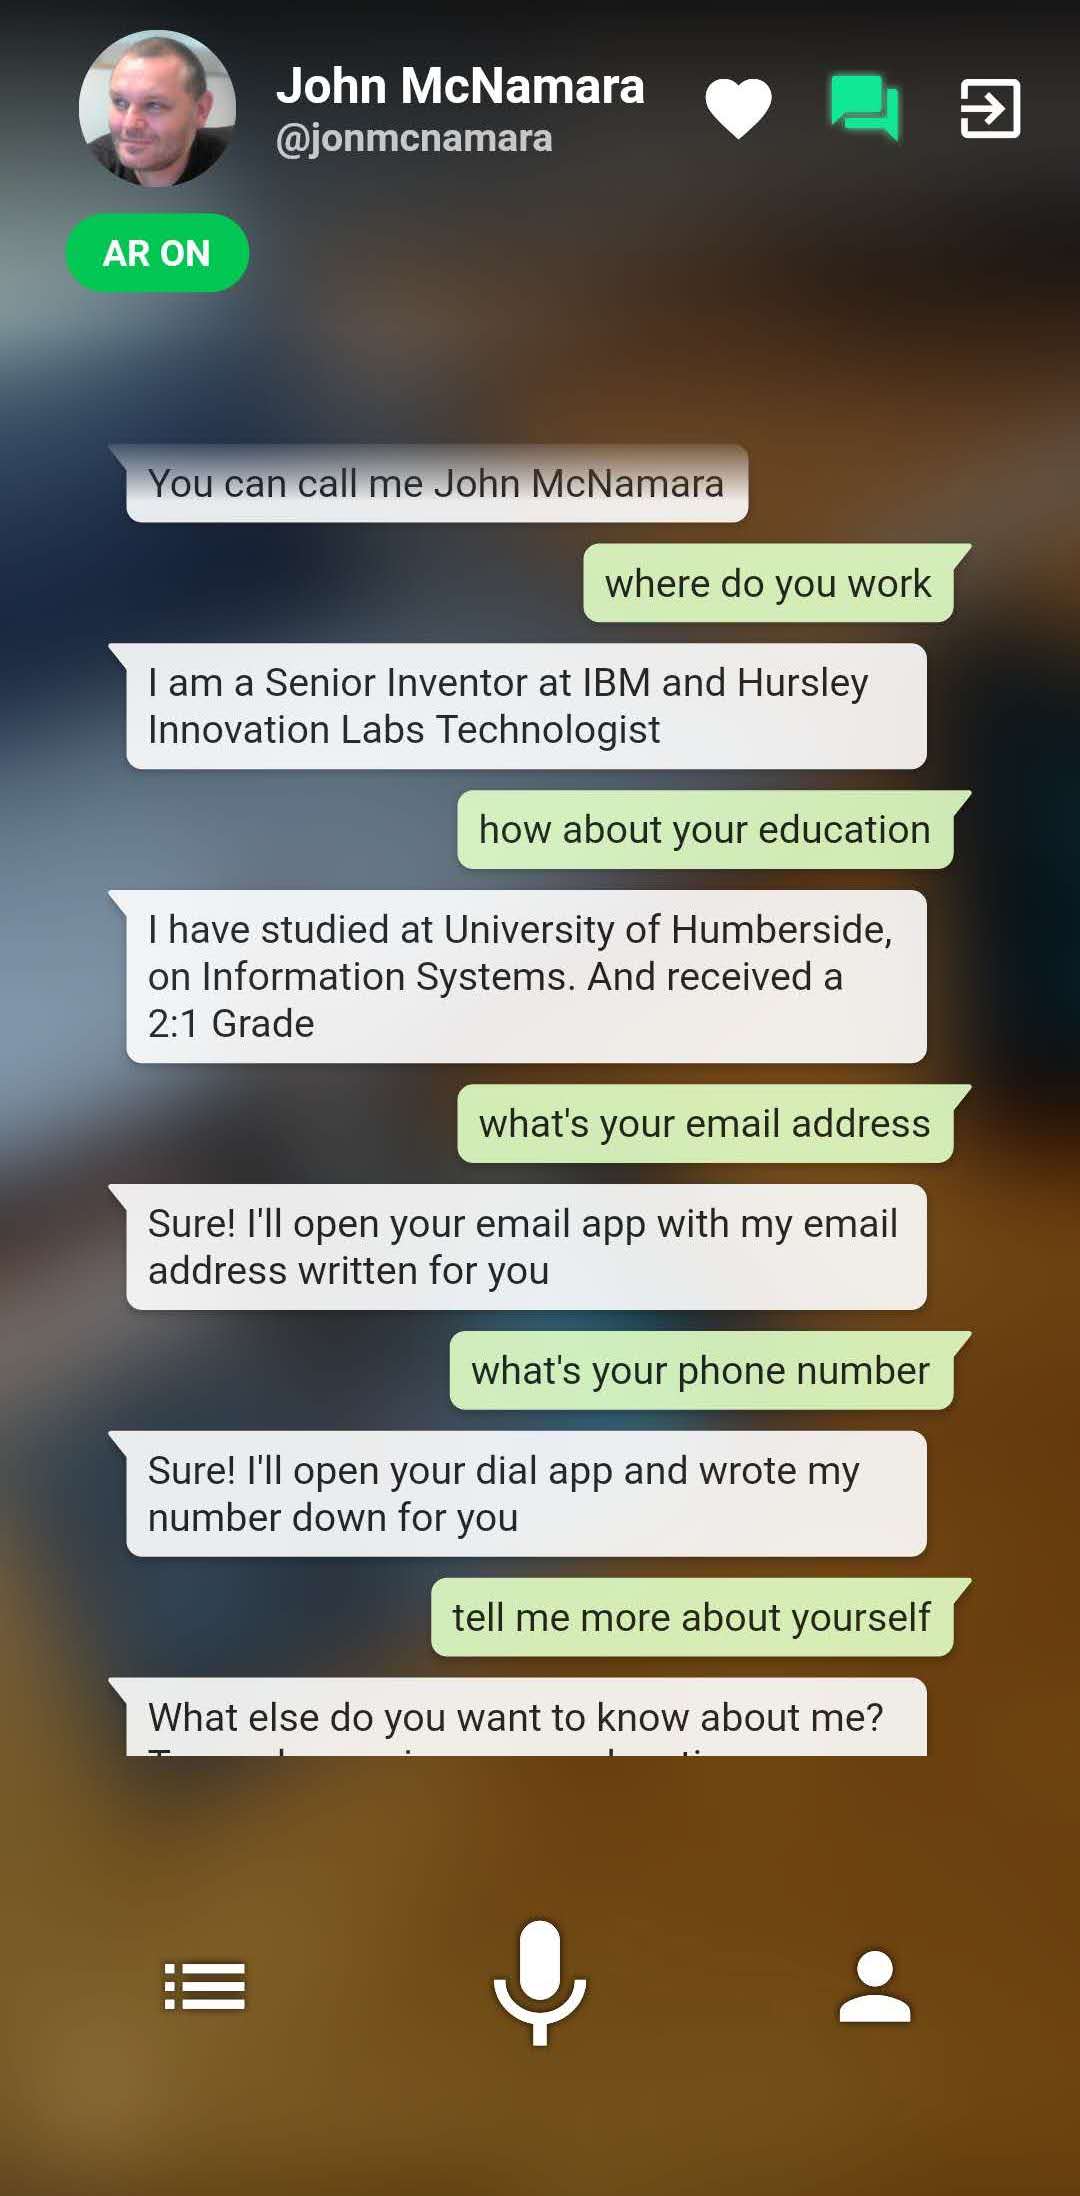 John McNamara
@jonmcnamara
AR ON
You can call me John McNamara
where do you work
I am a Senior Inventor at IBM and Hursley
Innovation Labs Technologist
how about your education
I have studied at University of Humberside,
on Information Systems. And received a
2:1 Grade
what's your email address
Sure! I'll open your email app with my email
address written for you
what's your phone number
Sure! I'll open your dial app and wrote my
number down for you
tell me more about yourself
What else do you want to know about me?